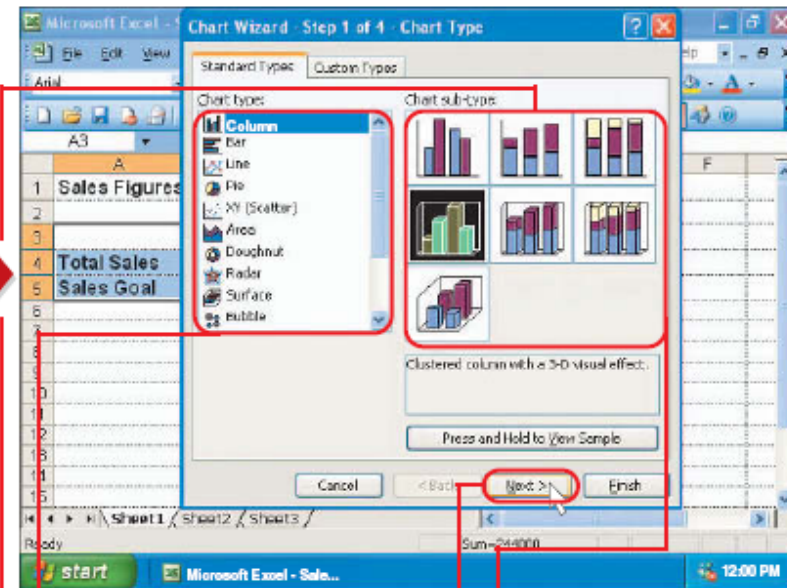 Microsoft Excel - S
Chart Wizard - Step 1 of 4 - Chart Type
File Edit View
elp
Standard Types Custom Types
Arial
Chart type:
Chart sub-type:
Column
Bar
Line
Pie
XY (Scatter)
Area
Doughnut
Radar
Surface
Bubble
A3
A
F
1 Sales Figures
2
3
4 Total Sales
5 Sales Goal
6
7
8
9
10
11
12
13
14
15
Clustered column with a 3-D visual effect.
Press and Hold to View Sample
Cancel
< Back
Next >
Finish
Sheet1 / Sheet2 / Sheet3 /
Ready
Sum=244000
start
Microsoft Excel - Sale...
12:00 PM